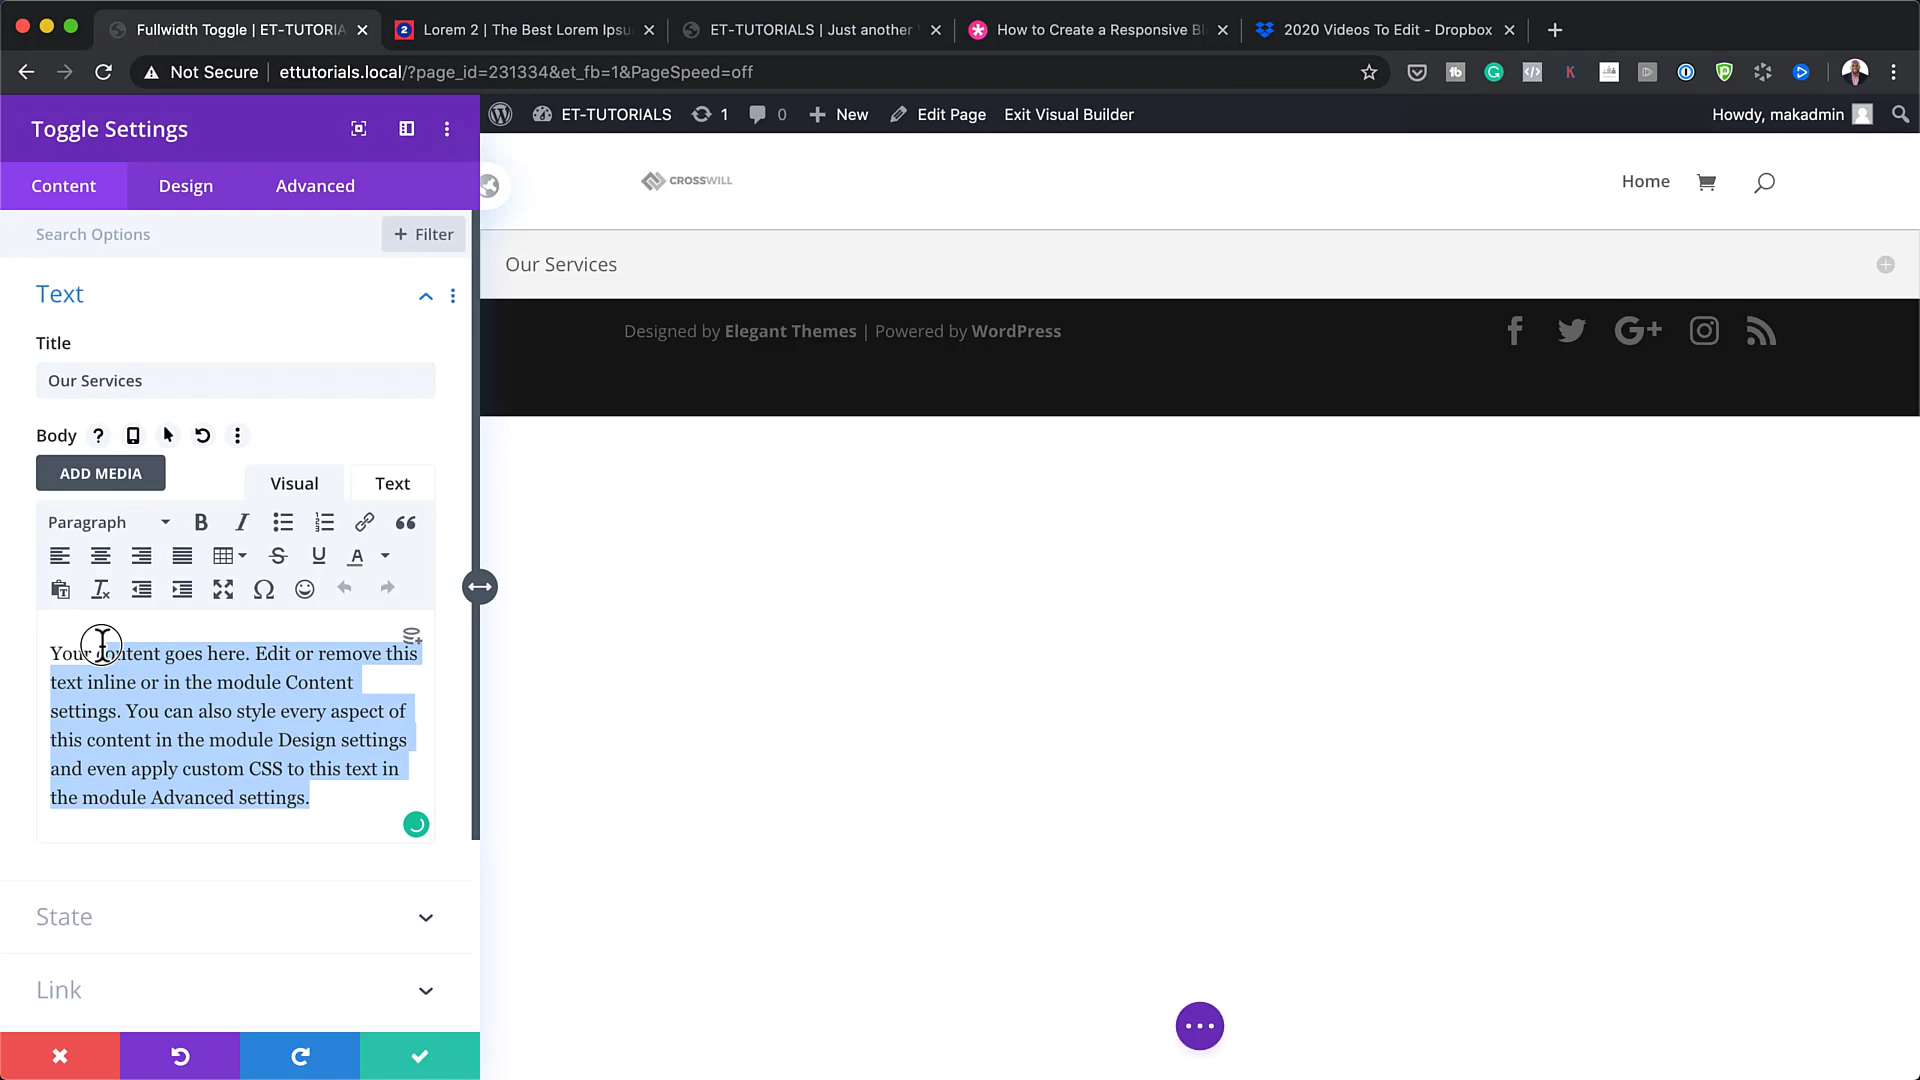 Fullwidth Toggle | ET-TUTORIA
Lorem 2 | The Best Lorem Ipsu
ET-TUTORIALS | Just another
How to Create a Responsive Bl
2020 Videos To Edit - Dropbox
Not Secure
ettutorials.local/?page_id=231334&et_fb=1&PageSpeed=off
Toggle Settings
ET-TUTORIALS
1
0
New
Edit Page
Exit Visual Builder
Howdy, makadmin
Content
Design
Advanced
CROSSWILL
Home
Search Options
+ Filter
Our Services
Text
Title
Our Services
Designed by Elegant Themes | Powered by WordPress
Body
ADD MEDIA
Visual
Text
Paragraph
Your content goes here. Edit or remove this
text inline or in the module Content
settings. You can also style every aspect of
this content in the module Design settings
and even apply custom CSS to this text in
the module Advanced settings.
State
Link